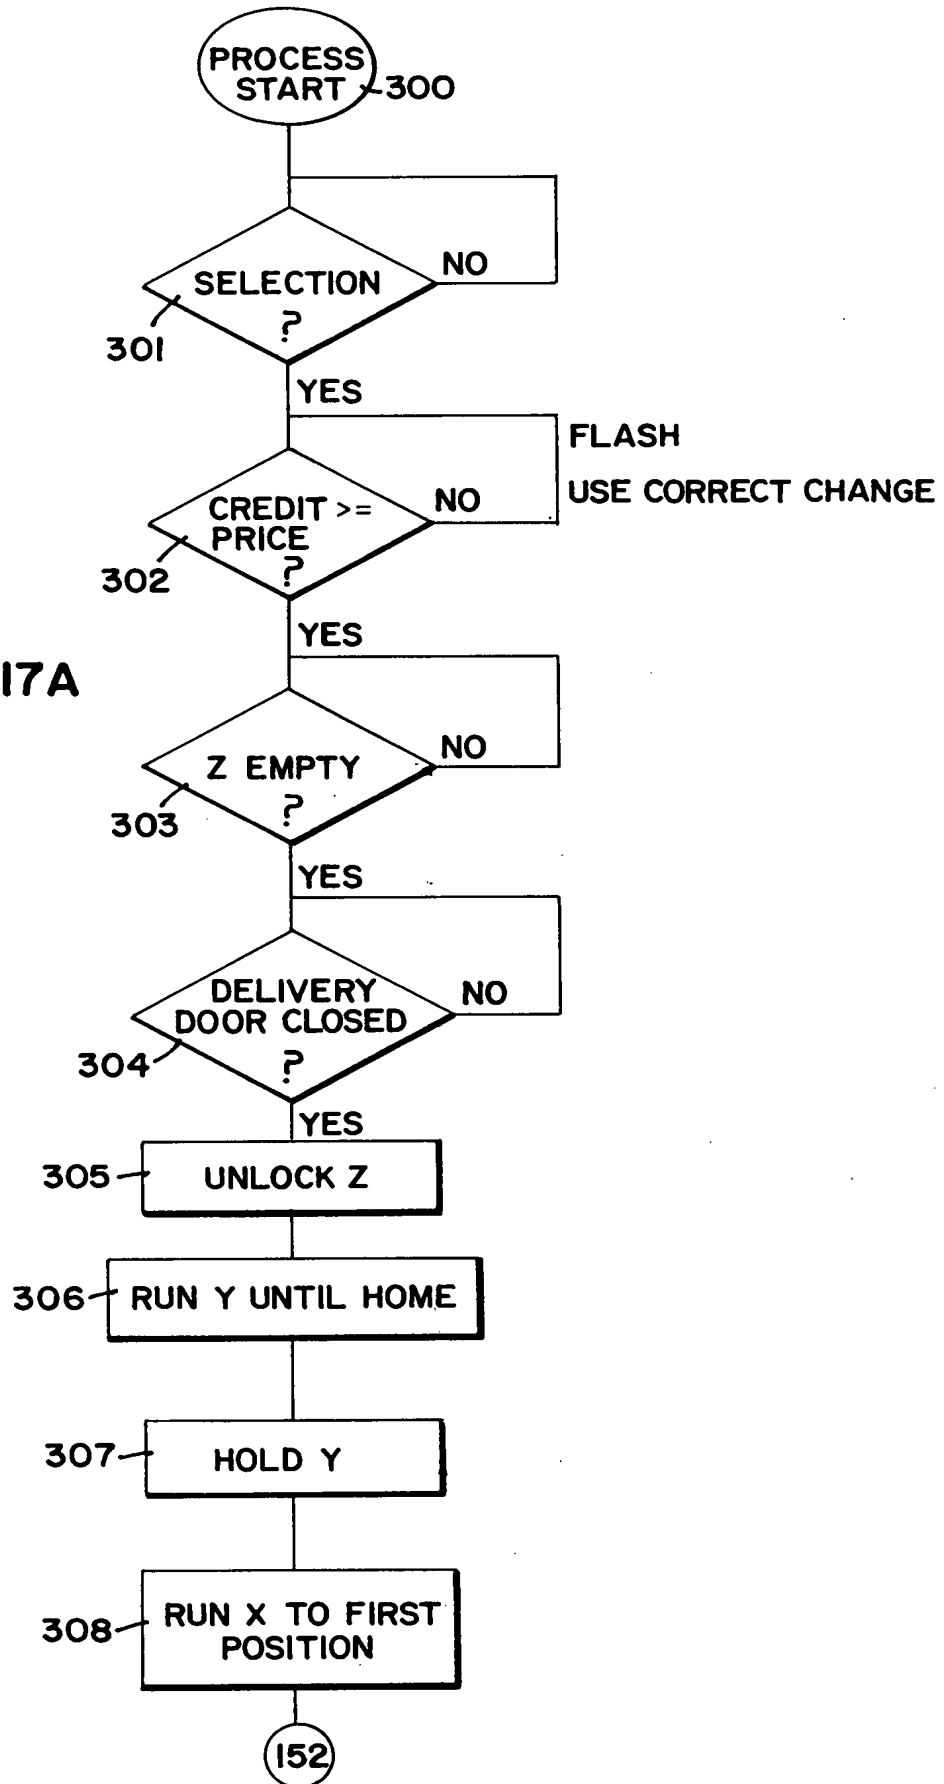 PROCESS
START
300
NO
SELECTION
?
301
YES
FLASH
USE CORRECT CHANGE
NO
CREDIT >=
PRICE
?
302
YES
17A
NO
Z EMPTY
?
303
YES
DELIVERY
DOOR CLOSED
NO
?
304
YES
305
UNLOCK Z
306
RUN Y UNTIL HOME
307
HOLD Y
308
RUN X TO FIRST
POSITION
152